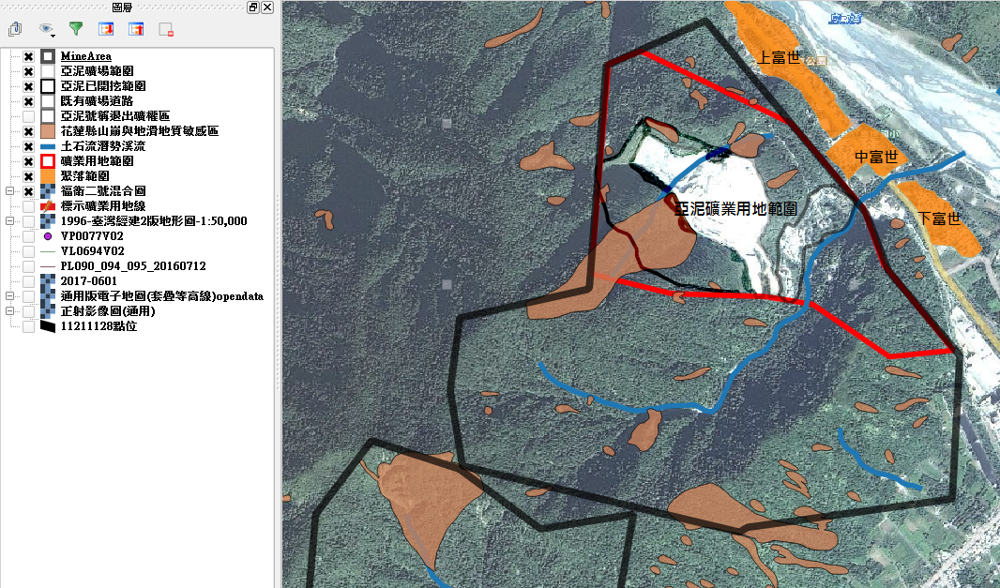 圖層
MineArea
亞泥礦場範圍
亞泥已開挖範圍
既有礦場道路
亞泥號稱退出礦權區
花蓮縣山崩與地滑地質敏感區
土石流潛勢溪流
礦業用地範圍
聚落範圍
福衛二號混合圖
標示礦業用地線
1996-臺灣經建2版地形圖-1:50,000
VP0077V02
VL0694V02
PL090_094_095_20160712
2017-0601
通用版電子地圖(套疊等高線)opendata
正射影像圖(通用)
11211128點位
上富世
公園
中富世
亞泥礦業用地範圍
下富世